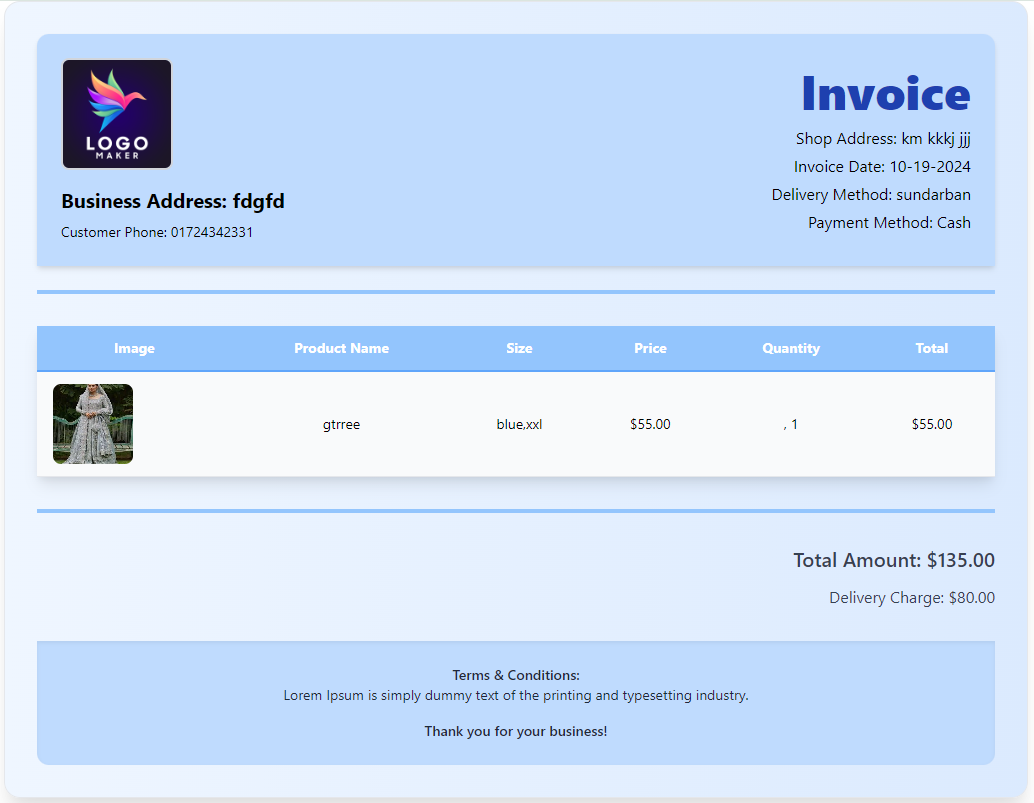 LOGO
MAKER
Business Address: fdgfd
Customer Phone: 01724342331
Invoice
Shop Address: km kkkj jjj
Invoice Date: 10-19-2024
Delivery Method: sundarban
Payment Method: Cash
Image Product Name Size Price Quantity Total
gtrree blue,xxl $55.00 , 1 $55.00
Total Amount: $135.00
Delivery Charge: $80.00
Terms & Conditions:
Lorem Ipsum is simply dummy text of the printing and typesetting industry.
Thank you for your business!